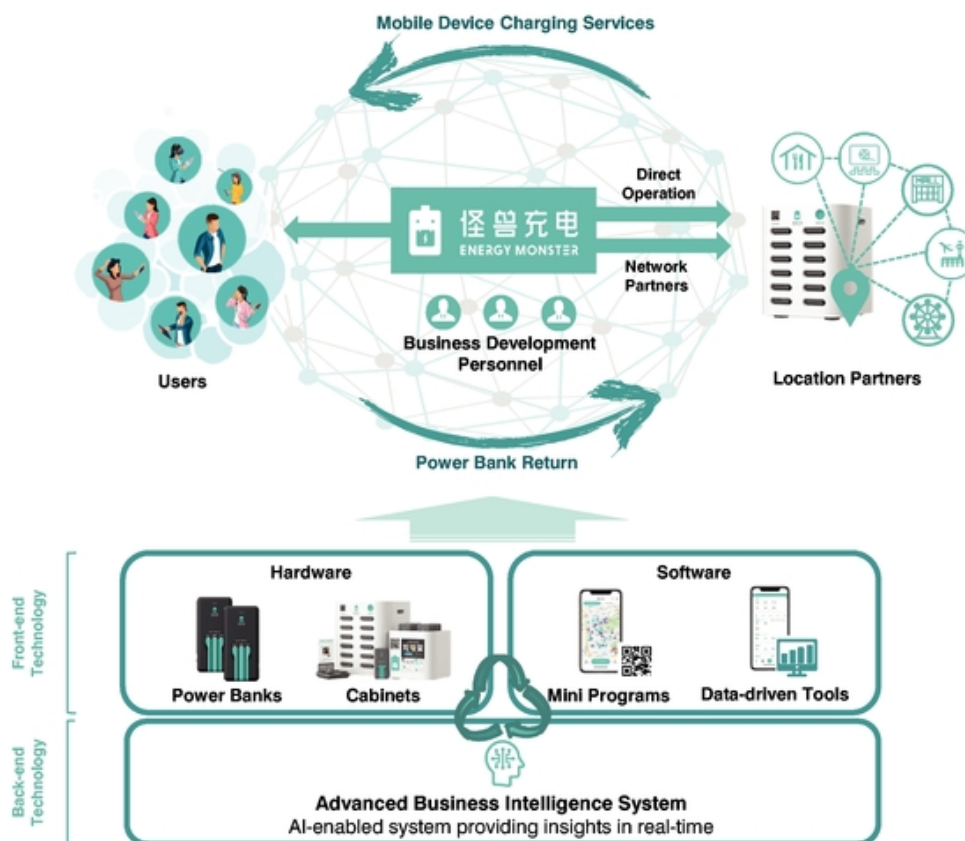 Mobile Device Charging Services
Direct
Operation
怪兽充电
ENERGY MONSTER
Network
Partners
Business Development
Personnel
Users
Location Partners
Power Bank Return
Front-end
Technology
Hardware
Software
Power Banks
Cabinets
Mini Programs
Data-driven Tools
Back-end
Technology
Advanced Business Intelligence System
AI-enabled system providing insights in real-time